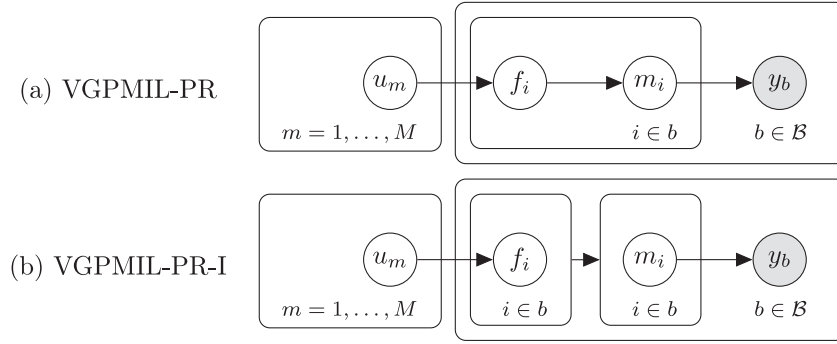 (a) VGPMIL-PR
u_m f_i m_i y_b
m = 1, . . . , M i ∈ b b ∈ ℬ
(b) VGPMIL-PR-I
u_m f_i m_i y_b
m = 1, . . . , M i ∈ b i ∈ b b ∈ ℬ